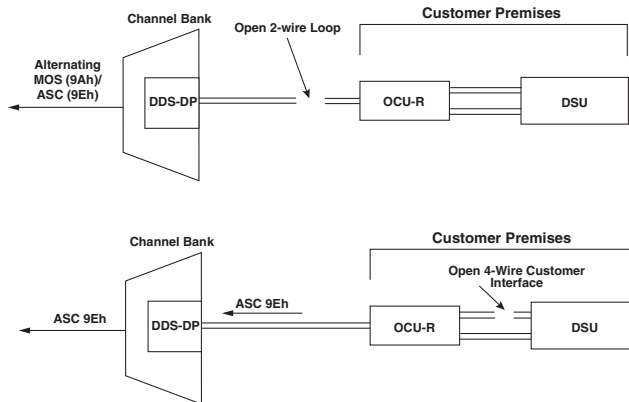 Customer Premises
Channel Bank
Open 2-wire Loop
Alternating
MOS (9Ah)/
ASC (9Eh)
DDS-DP
OCU-R
DSU
Channel Bank
Customer Premises
Open 4-Wire Customer
Interface
ASC 9Eh
ASC 9Eh
DDS-DP
OCU-R
DSU